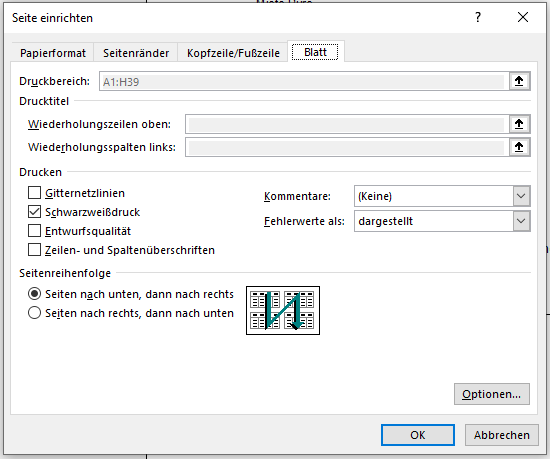 Seite einrichten
Papierformat Seitenränder Kopfzeile/Fußzeile Blatt
Druckbereich: A1:H39
Drucktitel
Wiederholungszeilen oben:
Wiederholungsspalten links:
Drucken
Gitternetzlinien
Kommentare: (Keine)
Schwarzweißdruck
Fehlerwerte als: dargestellt
Entwurfsqualität
Zeilen- und Spaltenüberschriften
Seitenreihenfolge
Seiten nach unten, dann nach rechts
Seiten nach rechts, dann nach unten
Optionen...
OK Abbrechen